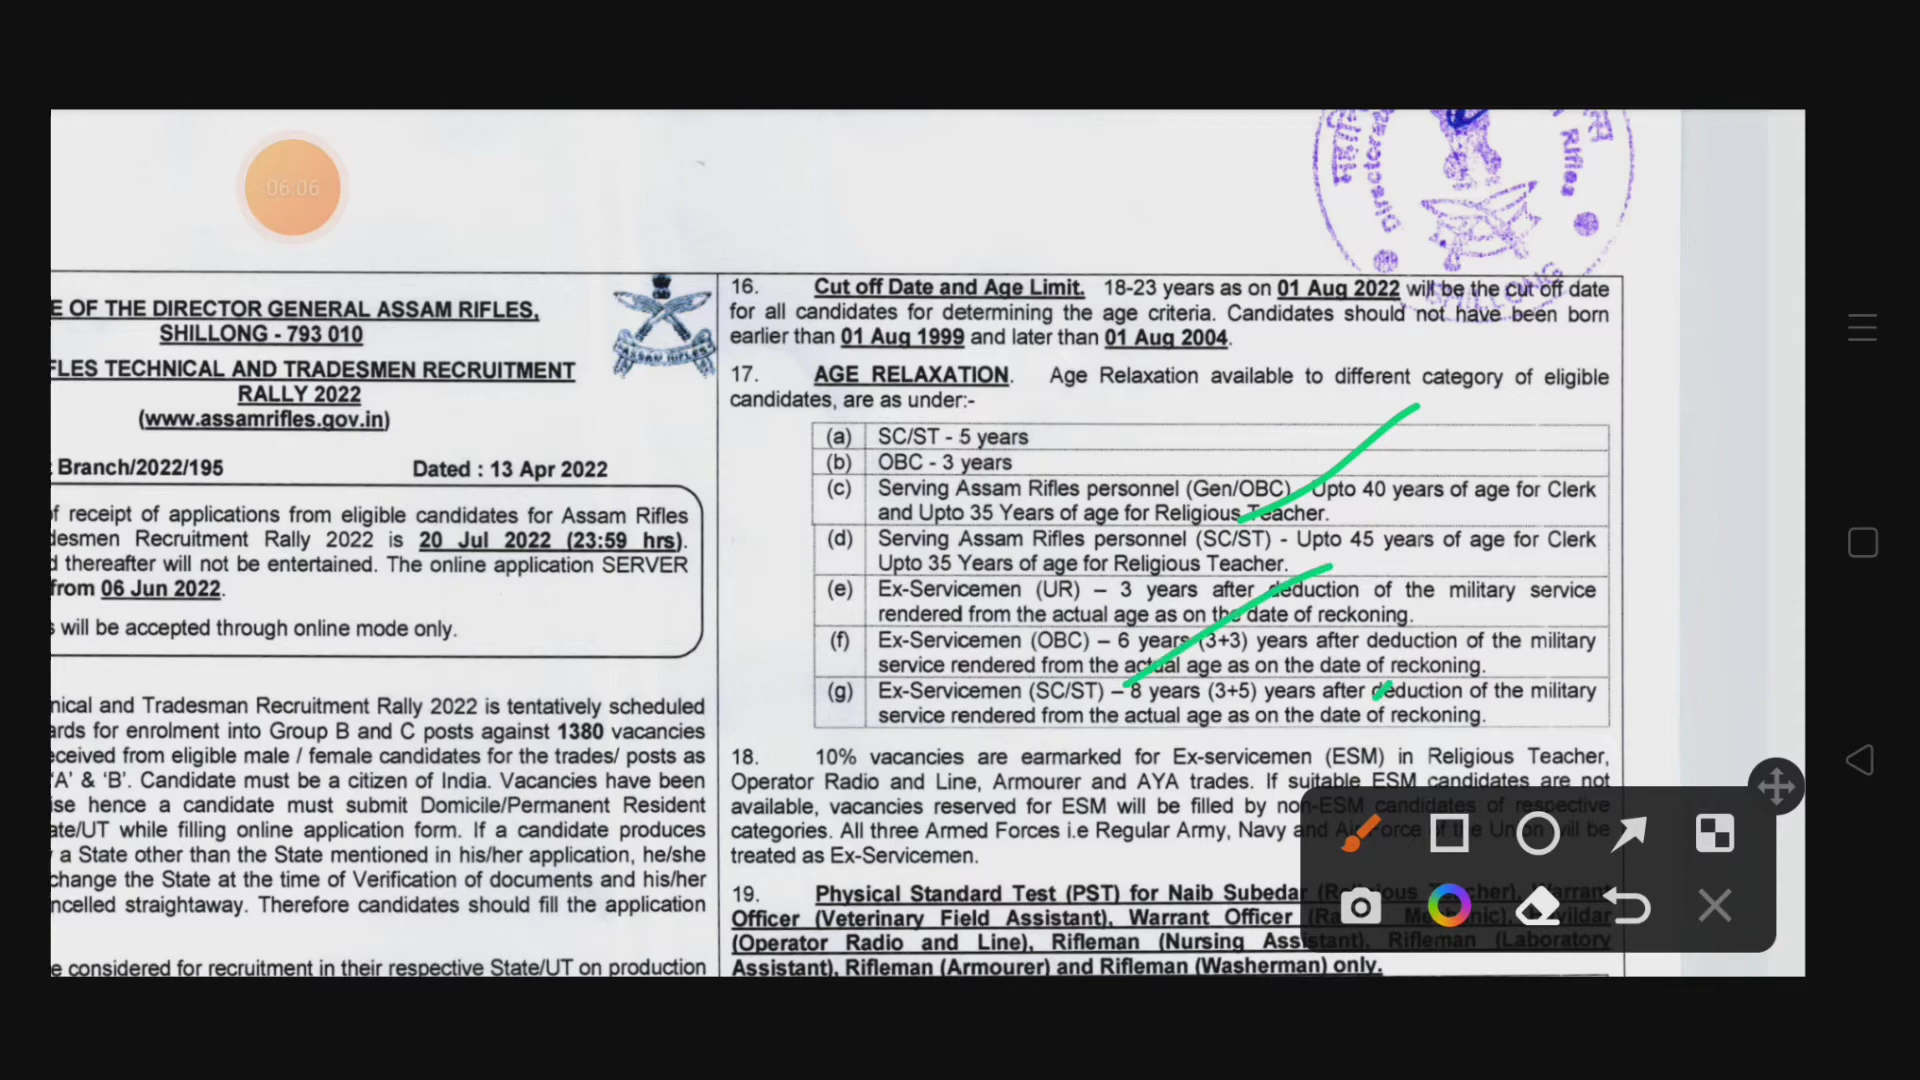 06:06
E OF THE DIRECTOR GENERAL ASSAM RIFLES,
SHILLONG - 793 010
FLES TECHNICAL AND TRADESMEN RECRUITMENT
RALLY 2022
(www.assamrifles.gov.in)
ASSAM RIFLES
Branch/2022/195 Dated : 13 Apr 2022
f receipt of applications from eligible candidates for Assam Rifles
desmen Recruitment Rally 2022 is 20 Jul 2022 (23:59 hrs).
d thereafter will not be entertained. The online application SERVER
from 06 Jun 2022.
s will be accepted through online mode only.
nical and Tradesman Recruitment Rally 2022 is tentatively scheduled
ards for enrolment into Group B and C posts against 1380 vacancies
eceived from eligible male / female candidates for the trades/ posts as
'A' & 'B'. Candidate must be a citizen of India. Vacancies have been
ise hence a candidate must submit Domicile/Permanent Resident
ate/UT while filling online application form. If a candidate produces
a State other than the State mentioned in his/her application, he/she
change the State at the time of Verification of documents and his/her
ncelled straightaway. Therefore candidates should fill the application
e considered for recruitment in their respective State/UT on production
Rifles
SHILLONG
16. Cut off Date and Age Limit. 18-23 years as on 01 Aug 2022 will be the cut off date
for all candidates for determining the age criteria. Candidates should not have been born
earlier than 01 Aug 1999 and later than 01 Aug 2004.
17. AGE RELAXATION. Age Relaxation available to different category of eligible
candidates, are as under:-
(a) SC/ST - 5 years
(b) OBC - 3 years
(c) Serving Assam Rifles personnel (Gen/OBC) - Upto 40 years of age for Clerk
and Upto 35 Years of age for Religious Teacher.
(d) Serving Assam Rifles personnel (SC/ST) - Upto 45 years of age for Clerk
Upto 35 Years of age for Religious Teacher.
(e) Ex-Servicemen (UR) – 3 years after deduction of the military service
rendered from the actual age as on the date of reckoning.
(f) Ex-Servicemen (OBC) – 6 years (3+3) years after deduction of the military
service rendered from the actual age as on the date of reckoning.
(g) Ex-Servicemen (SC/ST) – 8 years (3+5) years after deduction of the military
service rendered from the actual age as on the date of reckoning.
18. 10% vacancies are earmarked for Ex-servicemen (ESM) in Religious Teacher,
Operator Radio and Line, Armourer and AYA trades. If suitable ESM candidates are not
available, vacancies reserved for ESM will be filled by non-ESM candidates of respective
categories. All three Armed Forces i.e Regular Army, Navy and Air Force of the Union will be
treated as Ex-Servicemen.
19. Physical Standard Test (PST) for Naib Subedar (Religious Teacher), Warrant
Officer (Veterinary Field Assistant), Warrant Officer (Radio Mechanic), Havildar
(Operator Radio and Line), Rifleman (Nursing Assistant), Rifleman (Laboratory
Assistant), Rifleman (Armourer) and Rifleman (Washerman) only.